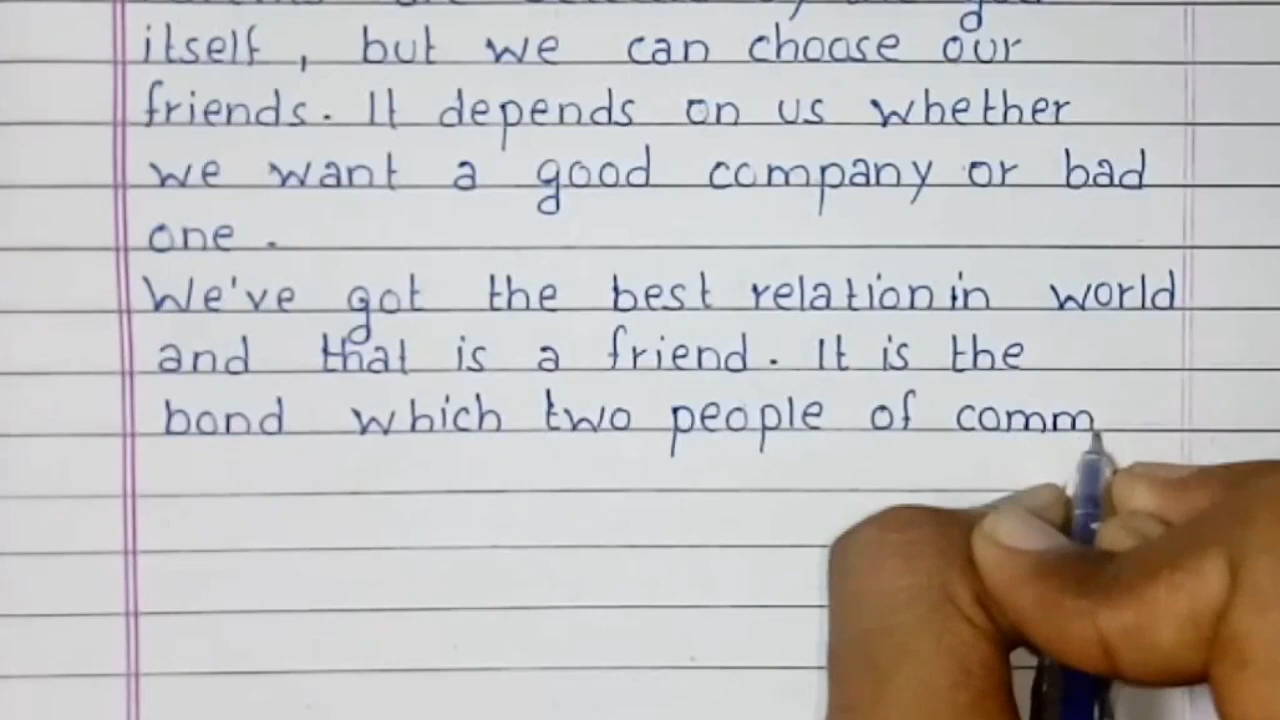 itself, but we can choose our
friends. It depends on us whether
we want a good company or bad
one.
We've got the best relation in world
and that is a friend. It is the
bond which two people of comm